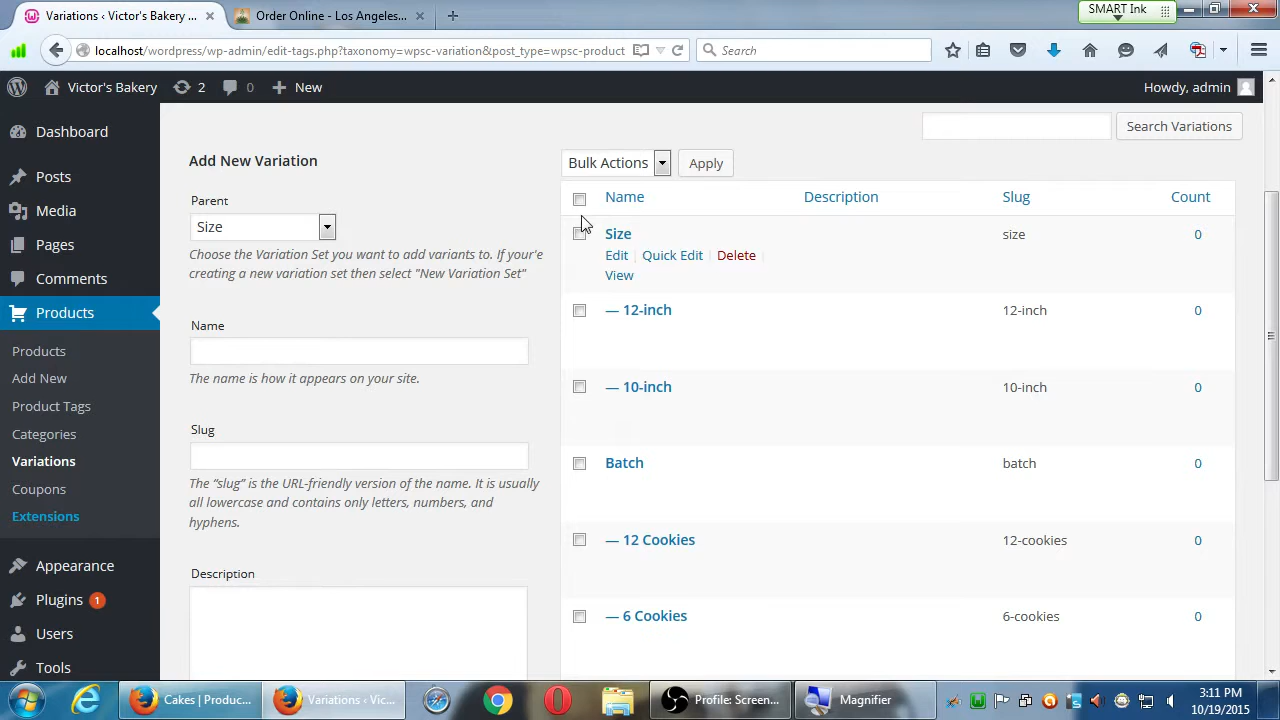 Variations ‹ Victor's Bakery ... ×
Order Online - Los Angeles... ×
SMART Ink
localhost/wordpress/wp-admin/edit-tags.php?taxonomy=wpsc-variation&post_type=wpsc-product
Search
Victor's Bakery 2 0 + New
Howdy, admin
Dashboard
Posts
Media
Pages
Comments
Products
Products
Add New
Product Tags
Categories
Variations
Coupons
Extensions
Appearance
Plugins 1
Users
Tools
Search Variations
Add New Variation
Parent
Size
Choose the Variation Set you want to add variants to. If your'e
creating a new variation set then select "New Variation Set"
Name
The name is how it appears on your site.
Slug
The “slug” is the URL-friendly version of the name. It is usually
all lowercase and contains only letters, numbers, and
hyphens.
Description
Bulk Actions Apply
Name Description Slug Count
Size size 0
Edit | Quick Edit | Delete |
View
— 12-inch 12-inch 0
— 10-inch 10-inch 0
Batch batch 0
— 12 Cookies 12-cookies 0
— 6 Cookies 6-cookies 0
Cakes | Produc...
Variations ‹ Vic...
Profile: Screen...
Magnifier
3:11 PM
10/19/2015